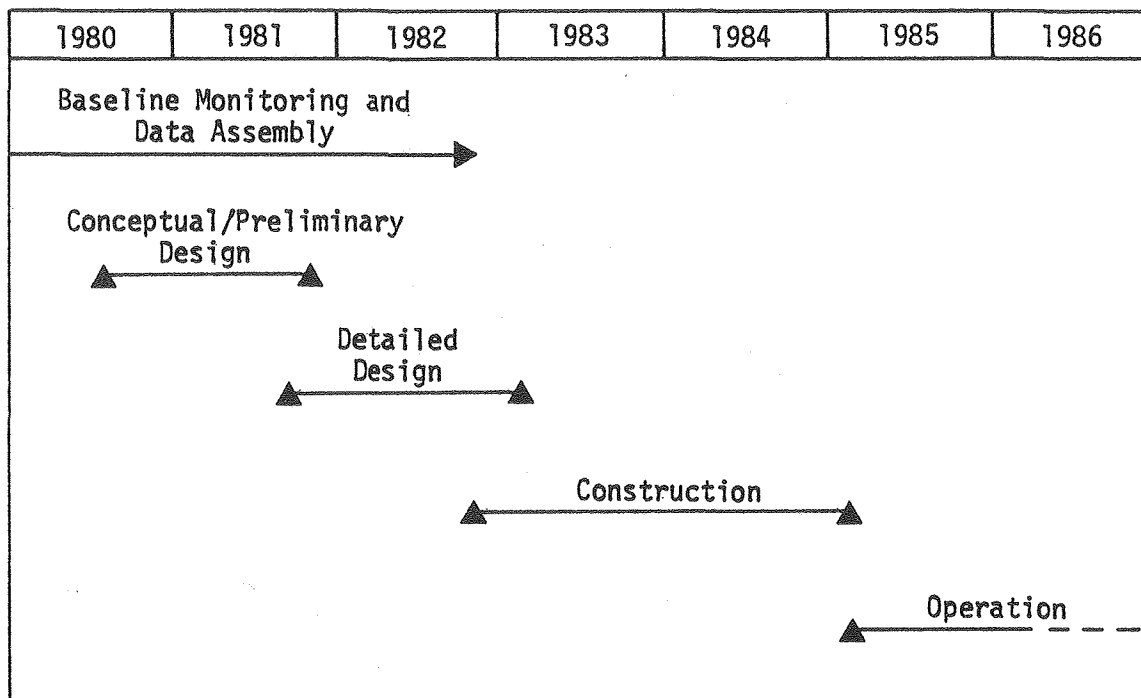 1980 1981 1982 1983 1984 1985 1986
Baseline Monitoring and
Data Assembly
Conceptual/Preliminary
Design
Detailed
Design
Construction
Operation